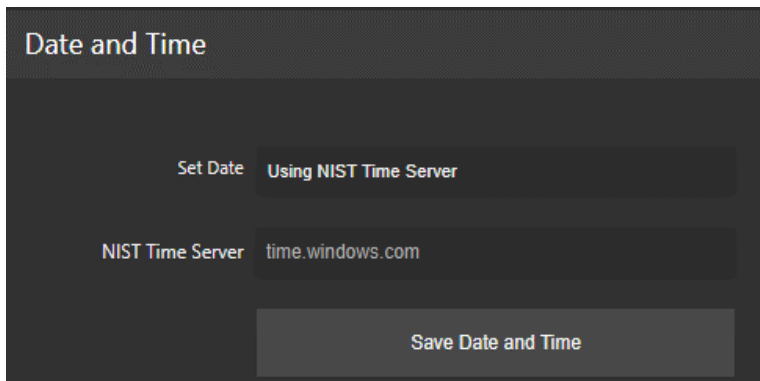 Date and Time
Set Date Using NIST Time Server
NIST Time Server time.windows.com
Save Date and Time